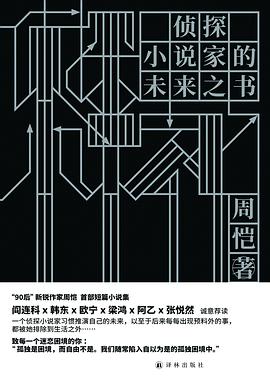 侦探
小说家的
未来之书
周恺
著
“90后”新锐作家周恺 首部短篇小说集
阎连科 x 韩东 x 欧宁 x 梁鸿 x 阿乙 x 张悦然 诚意荐读
一个侦探小说家习惯推演自己的未来，以至于后来每每出现预料外的事，
都被她排除到生活之外……
致每一个迷恋困境的你：
“孤独是困境，而自由不是。我们随常陷入自以为是的孤独困境中。”
译林出版社